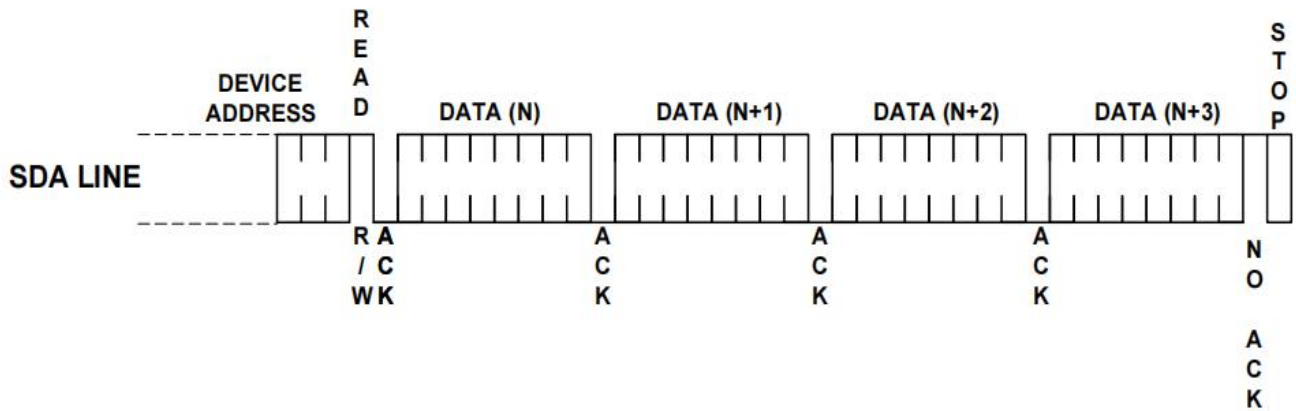 READ
STOP
DEVICE
ADDRESS
DATA (N)
DATA (N+1)
DATA (N+2)
DATA (N+3)
SDA LINE
R/W
ACK
ACK
ACK
ACK
NO ACK